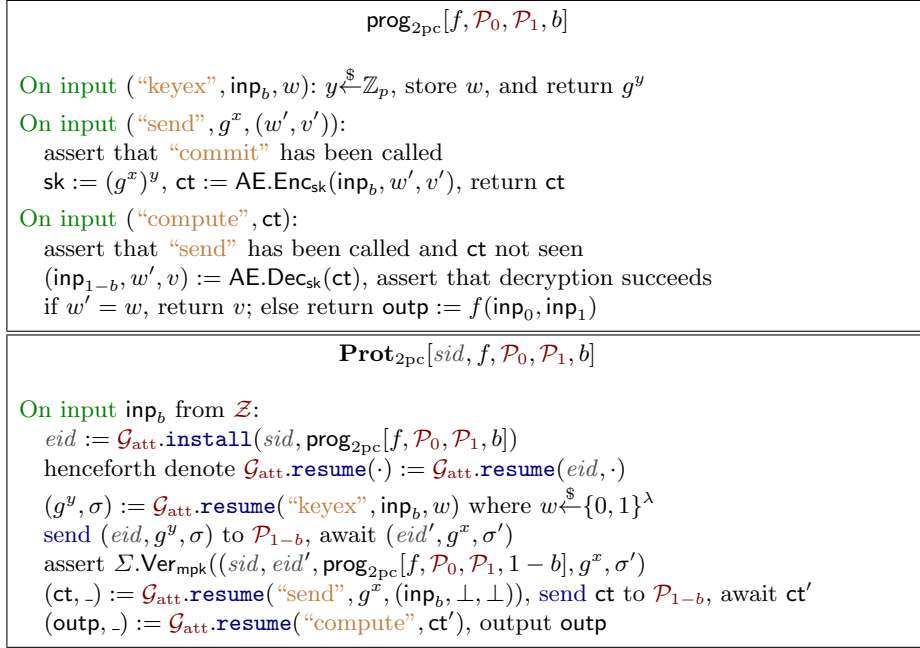 prog_2pc[f, 𝒫_0, 𝒫_1, b]
On input (“keyex”, inp_b, w): y ←$ ℤ_p, store w, and return g^y
On input (“send”, g^x, (w′, v′)):
assert that “commit” has been called
sk := (g^x)^y, ct := AE.Enc_sk(inp_b, w′, v′), return ct
On input (“compute”, ct):
assert that “send” has been called and ct not seen
(inp_{1−b}, w′, v) := AE.Dec_sk(ct), assert that decryption succeeds
if w′ = w, return v; else return outp := f(inp_0, inp_1)
Prot_2pc[sid, f, 𝒫_0, 𝒫_1, b]
On input inp_b from 𝒵:
eid := 𝒢_att.install(sid, prog_2pc[f, 𝒫_0, 𝒫_1, b])
henceforth denote 𝒢_att.resume(·) := 𝒢_att.resume(eid, ·)
(g^y, σ) := 𝒢_att.resume(“keyex”, inp_b, w) where w ←$ {0, 1}^λ
send (eid, g^y, σ) to 𝒫_{1−b}, await (eid′, g^x, σ′)
assert Σ.Ver_mpk((sid, eid′, prog_2pc[f, 𝒫_0, 𝒫_1, 1 − b], g^x, σ′)
(ct, _) := 𝒢_att.resume(“send”, g^x, (inp_b, ⊥, ⊥)), send ct to 𝒫_{1−b}, await ct′
(outp, _) := 𝒢_att.resume(“compute”, ct′), output outp